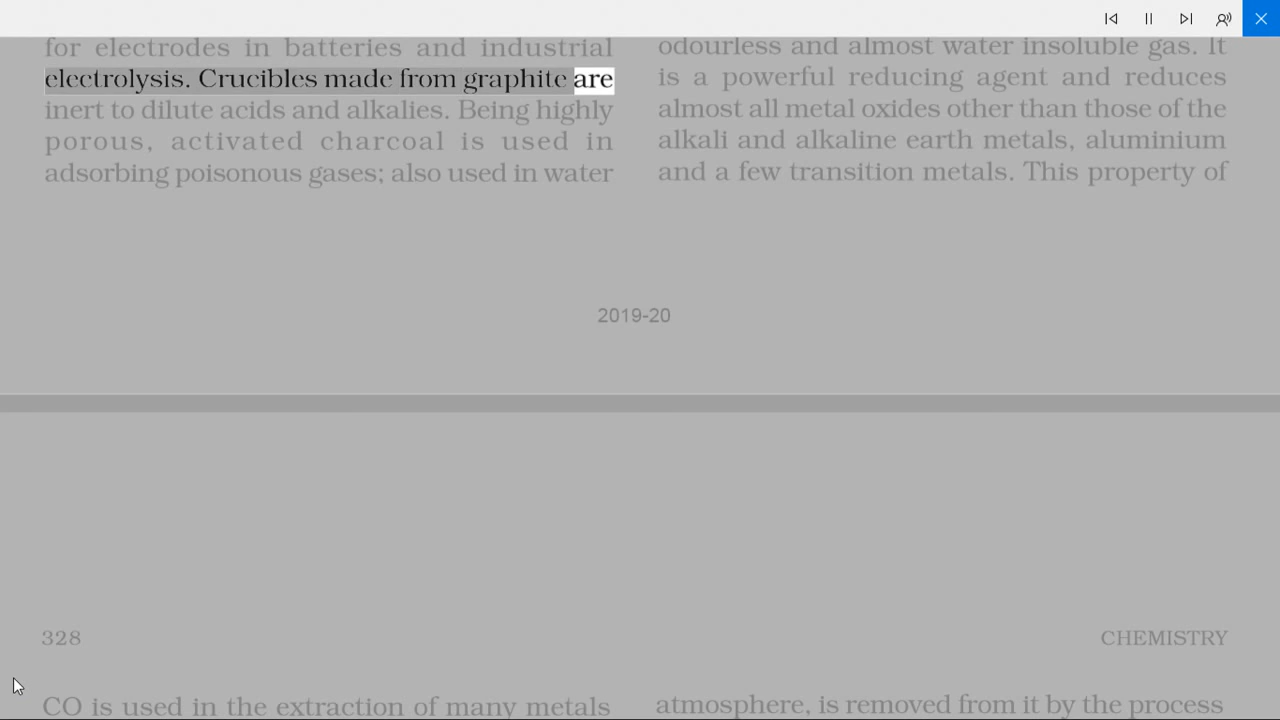 for electrodes in batteries and industrial
electrolysis. Crucibles made from graphite are
inert to dilute acids and alkalies. Being highly
porous, activated charcoal is used in
adsorbing poisonous gases; also used in water
odourless and almost water insoluble gas. It
is a powerful reducing agent and reduces
almost all metal oxides other than those of the
alkali and alkaline earth metals, aluminium
and a few transition metals. This property of
2019-20
328
CHEMISTRY
CO is used in the extraction of many metals
atmosphere, is removed from it by the process